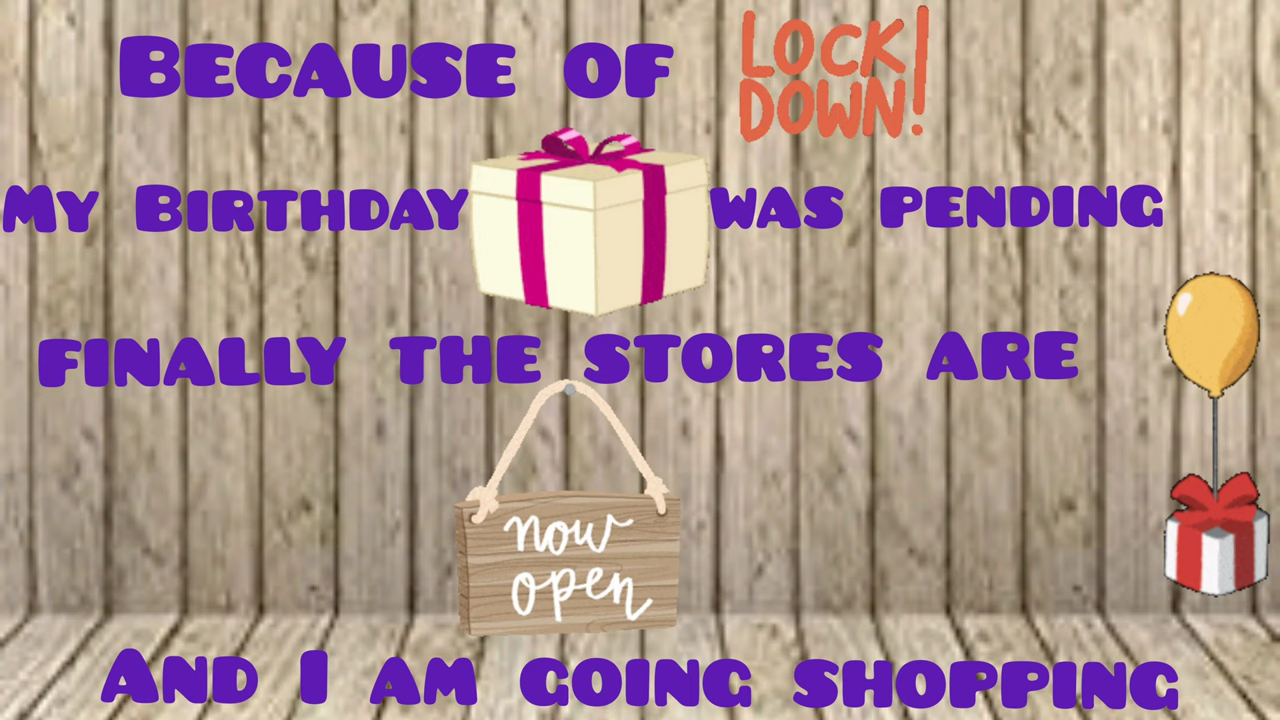 Because of LOCK DOWN!
My Birthday was pending
finally the stores are
now
open
And I am going shopping